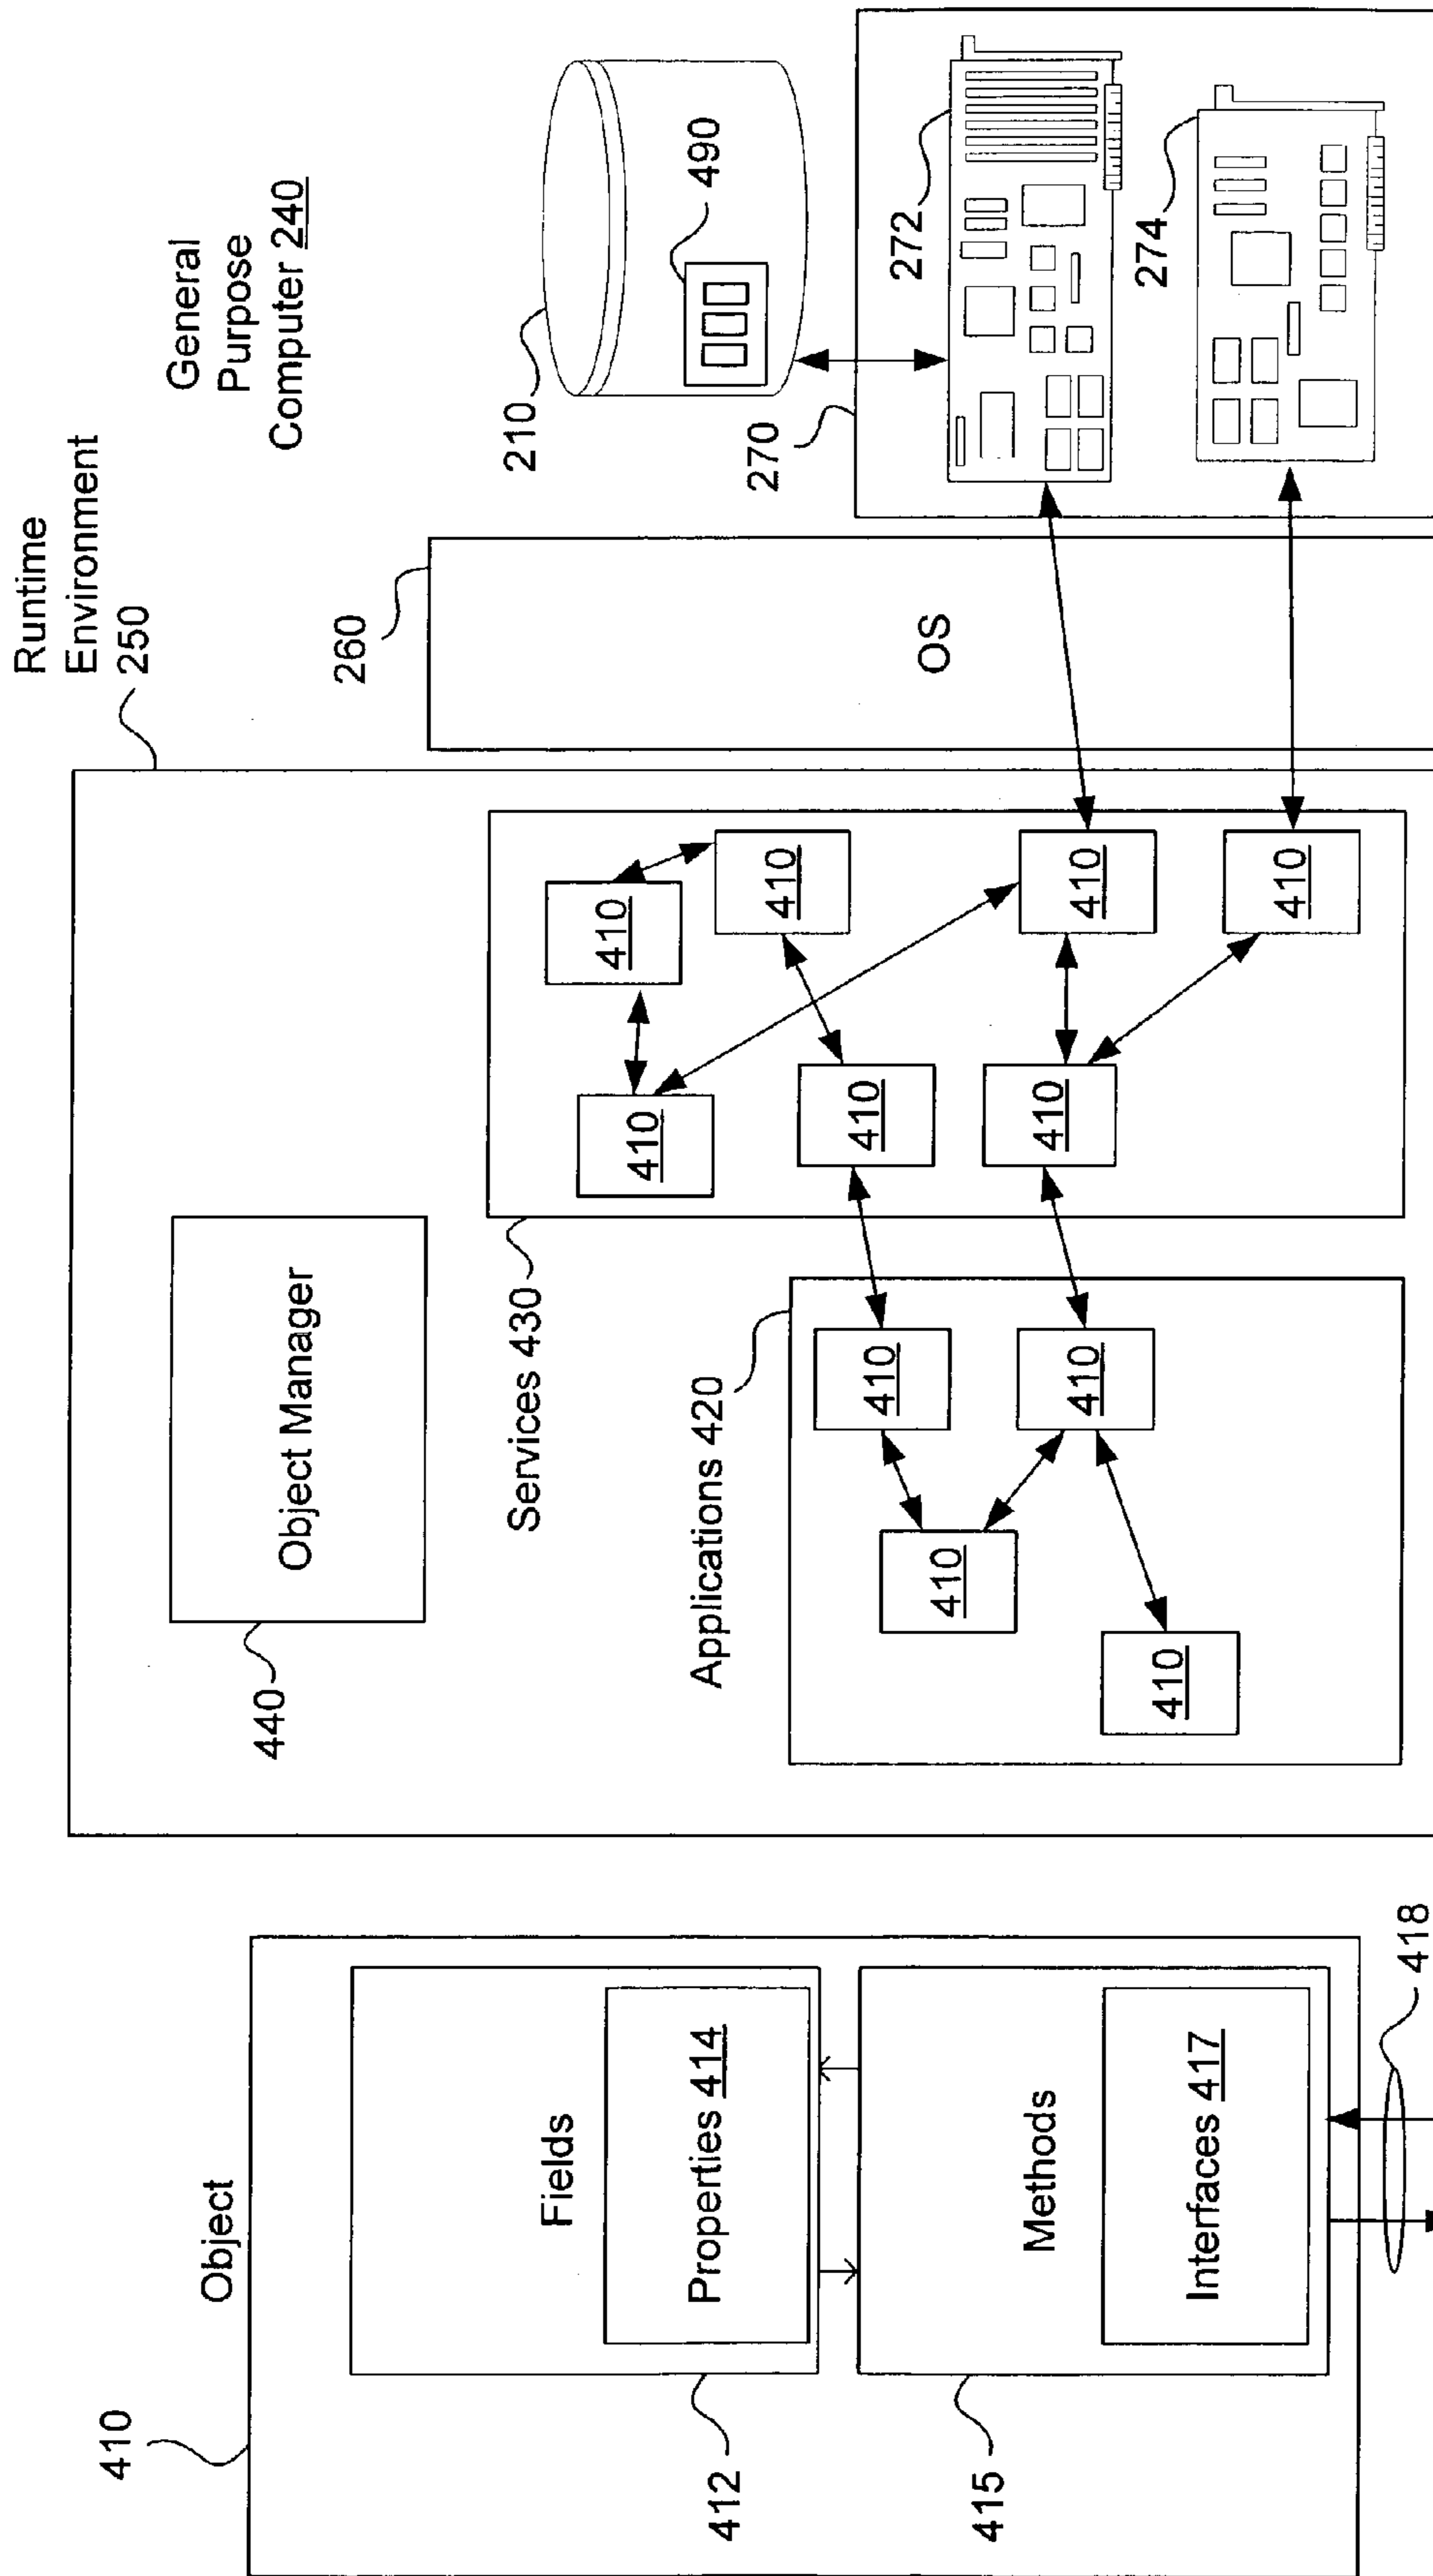 Object
410
Fields
Properties 414
412
Methods
Interfaces 417
415
418
Runtime
Environment
250
Object Manager
440
Services 430
410
410
410
410
410
410
410
Applications 420
410
410
410
410
260
OS
General
Purpose
Computer 240
210
490
270
272
274